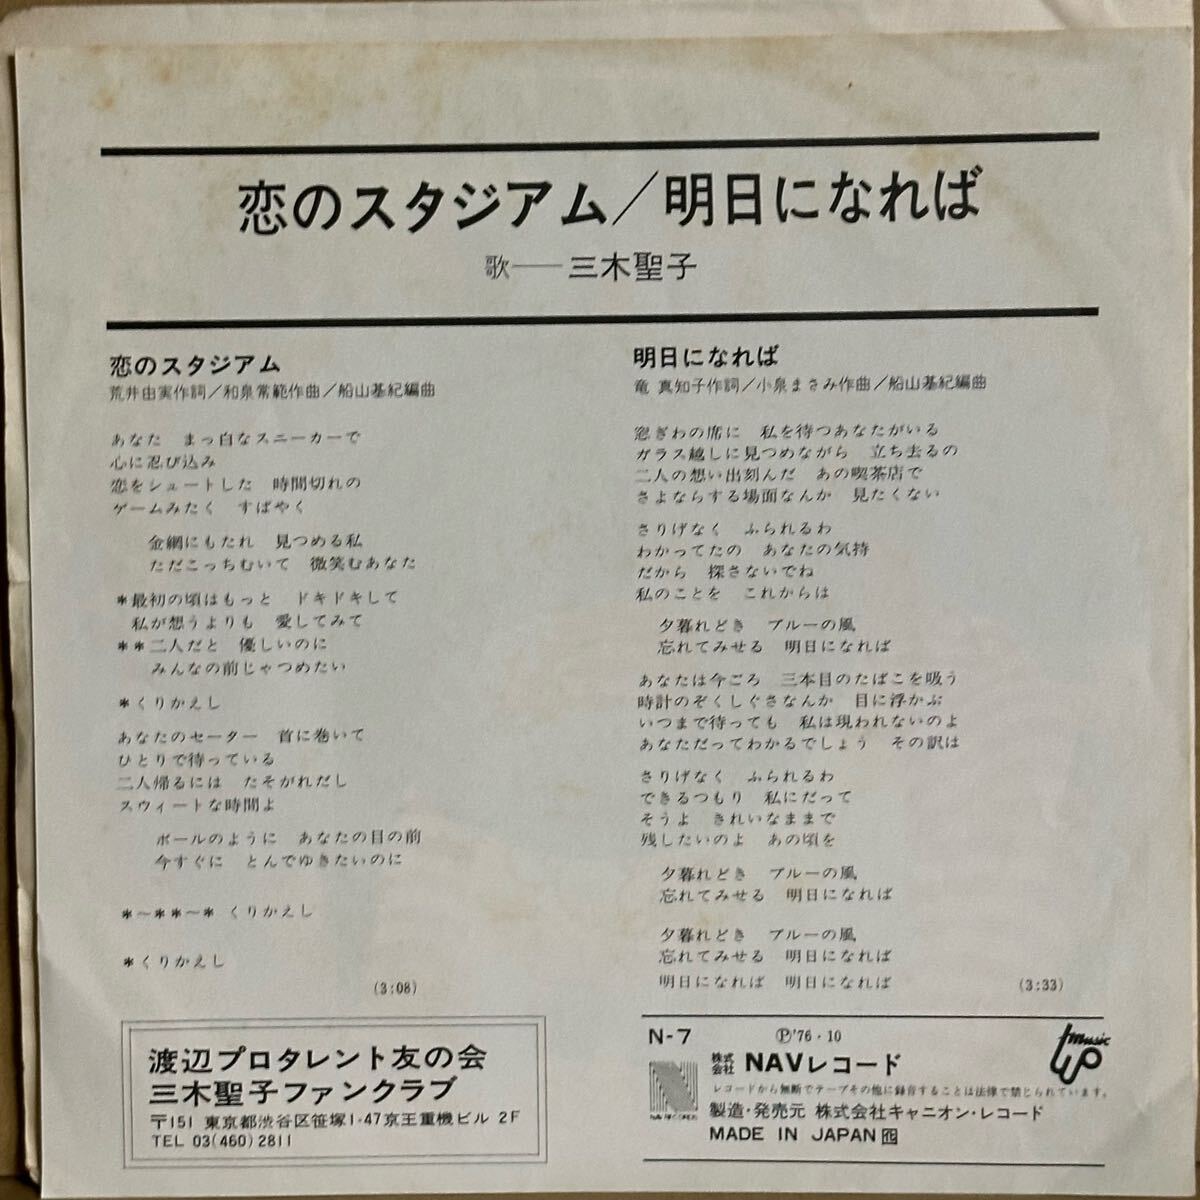 恋のスタジアム/明日になれば
歌──三木聖子
恋のスタジアム
荒井由実作詞/和泉常範作曲/船山基紀編曲
あなた　まっ白なスニーカーで
心に忍び込み
恋をシュートした　時間切れの
ゲームみたく　すばやく
金網にもたれ　見つめる私
ただこっちむいて　微笑むあなた
*最初の頃はもっと　ドキドキして
私が想うよりも　愛してみて
**二人だと　優しいのに
みんなの前じゃつめたい
*くりかえし
あなたのセーター　首に巻いて
ひとりで待っている
二人帰るには　たそがれだし
スウィートな時間よ
ボールのように　あなたの目の前
今すぐに　とんでゆきたいのに
*〜**〜* くりかえし
*くりかえし
(3:08)
明日になれば
竜 真知子作詞/小泉まさみ作曲/船山基紀編曲
窓ぎわの席に　私を待つあなたがいる
ガラス越しに見つめながら　立ち去るの
二人の想い出刻んだ　あの喫茶店で
さよならする場面なんか　見たくない
さりげなく　ふられるわ
わかってたの　あなたの気持
だから　探さないでね
私のことを　これからは
夕暮れどき　ブルーの風
忘れてみせる　明日になれば
あなたは今ごろ　三本目のたばこを吸う
時計のぞくしぐさなんか　目に浮かぶ
いつまで待っても　私は現われないのよ
あなただってわかるでしょう　その訳は
さりげなく　ふられるわ
できるつもり　私にだって
そうよ　きれいなままで
残したいのよ　あの頃を
夕暮れどき　ブルーの風
忘れてみせる　明日になれば
夕暮れどき　ブルーの風
忘れてみせる　明日になれば
明日になれば　明日になれば
(3:33)
渡辺プロタレント友の会
三木聖子ファンクラブ
〒151 東京都渋谷区笹塚1-47京王重機ビル 2F
TEL 03(460)2811
N-7　Ⓟ'76・10
株式会社 NAVレコード
レコードから無断でテープその他に録音することは法律で禁じられています。
製造・発売元 株式会社キャニオン・レコード
MADE IN JAPAN
music